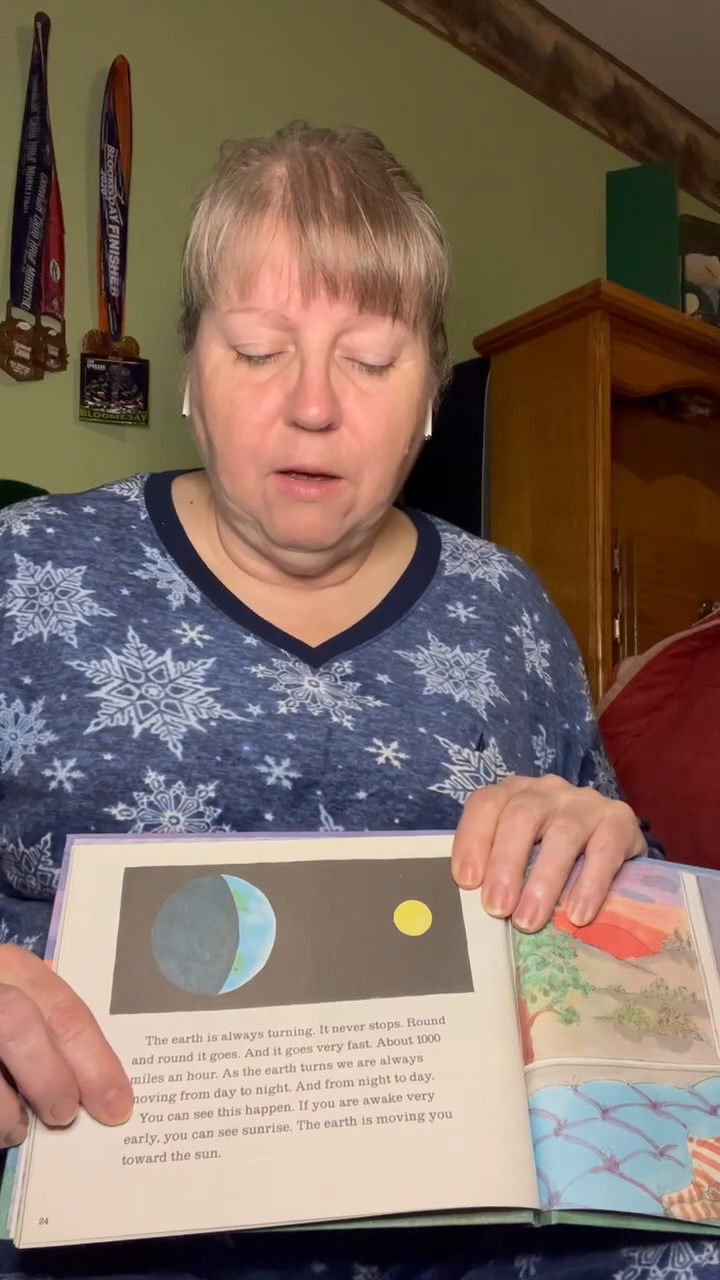 BLOOMSDAY FINISHER
2020
BLOOMSDAY
The earth is always turning. It never stops. Round
and round it goes. And it goes very fast. About 1000
miles an hour. As the earth turns we are always
moving from day to night. And from night to day.
You can see this happen. If you are awake very
early, you can see sunrise. The earth is moving you
toward the sun.
24